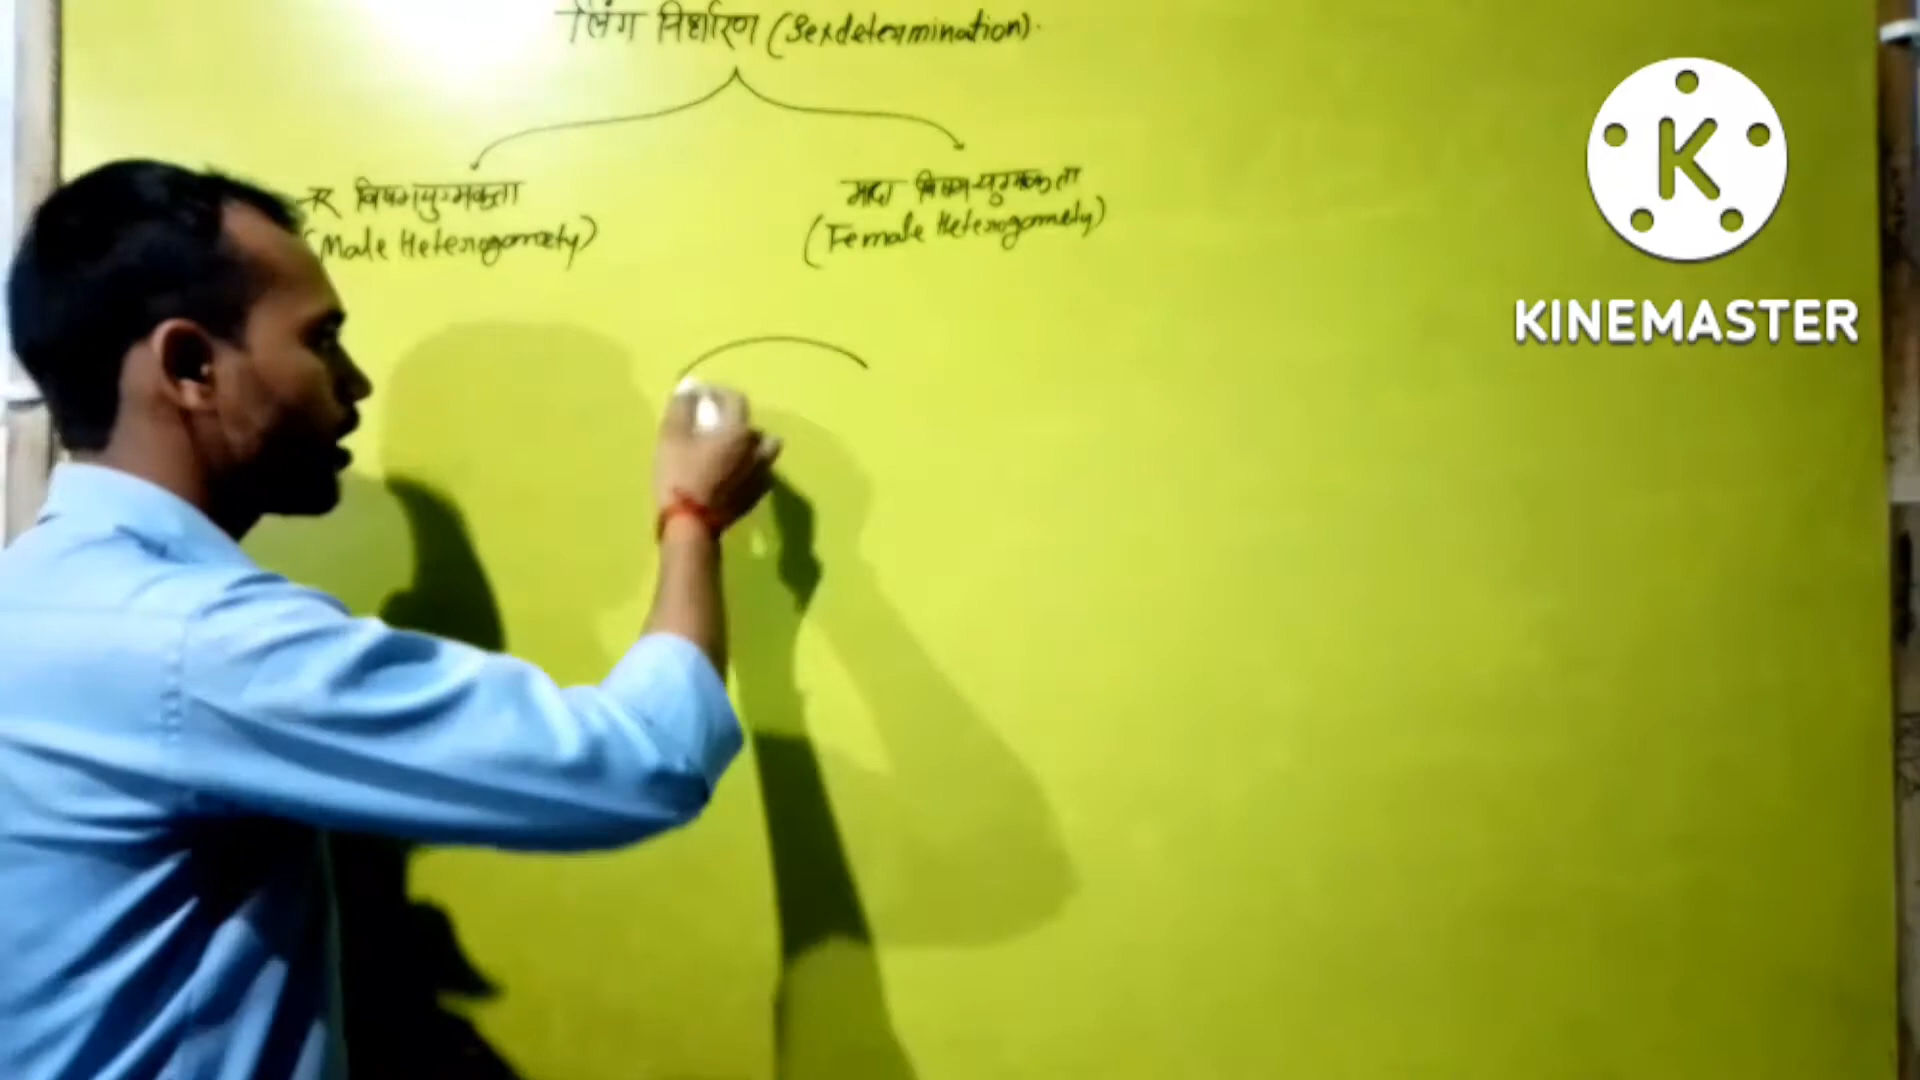 लिंग निर्धारण (Sexdetermination).
नर विषमयुग्मकता
(Male Heterogamety)
मादा विषमयुग्मकता
(Female Heterogamety)
K
KINEMASTER